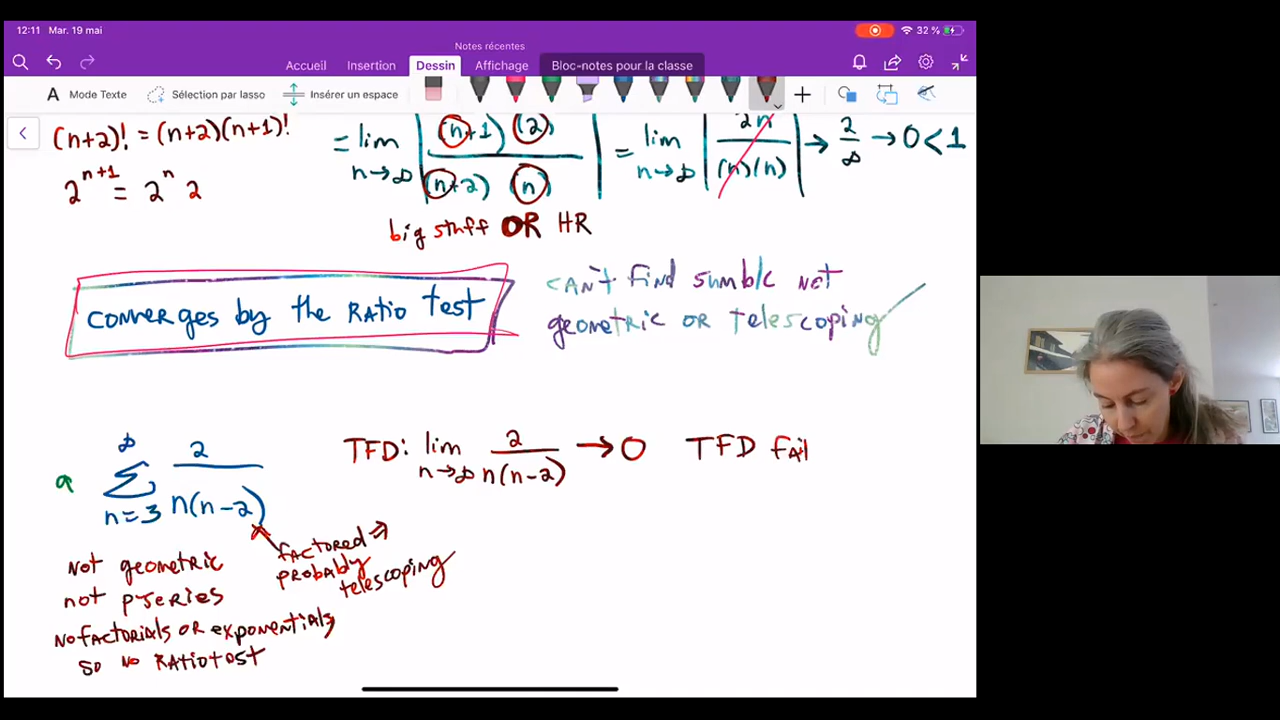 12:11 Mar. 19 mai
32 %
Notes récentes
Accueil Insertion Dessin Affichage Bloc-notes pour la classe
A Mode Texte Sélection par lasso Insérer un espace
(n+2)! = (n+2)(n+1)!
2^{n+1} = 2^n 2
= lim n→∞ |(n+1)(2) / (n+2)(n)| = lim n→∞ |2n / (n)(n)| → 2/∞ → 0 < 1
big stuff OR HR
Converges by the Ratio test
can't find sum b/c not
geometric or telescoping
a
∞ Σ n=3 2 / n(n-2)
TFD: lim n→∞ 2 / n(n-2) → 0 TFD fail
factored ⇒
probably
telescoping
not geometric
not p-series
No factorials or exponentials
so no Ratio test